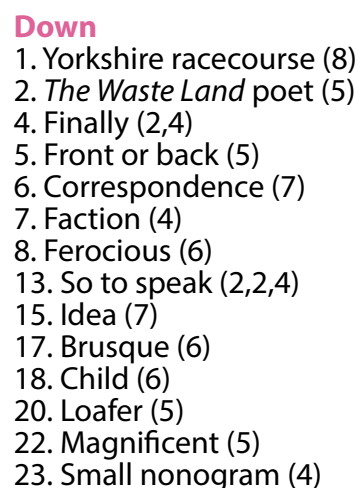 Down
1. Yorkshire racecourse (8)
2. The Waste Land poet (5)
4. Finally (2,4)
5. Front or back (5)
6. Correspondence (7)
7. Faction (4)
8. Ferocious (6)
13. So to speak (2,2,4)
15. Idea (7)
17. Brusque (6)
18. Child (6)
20. Loafer (5)
22. Magnificent (5)
23. Small nonogram (4)